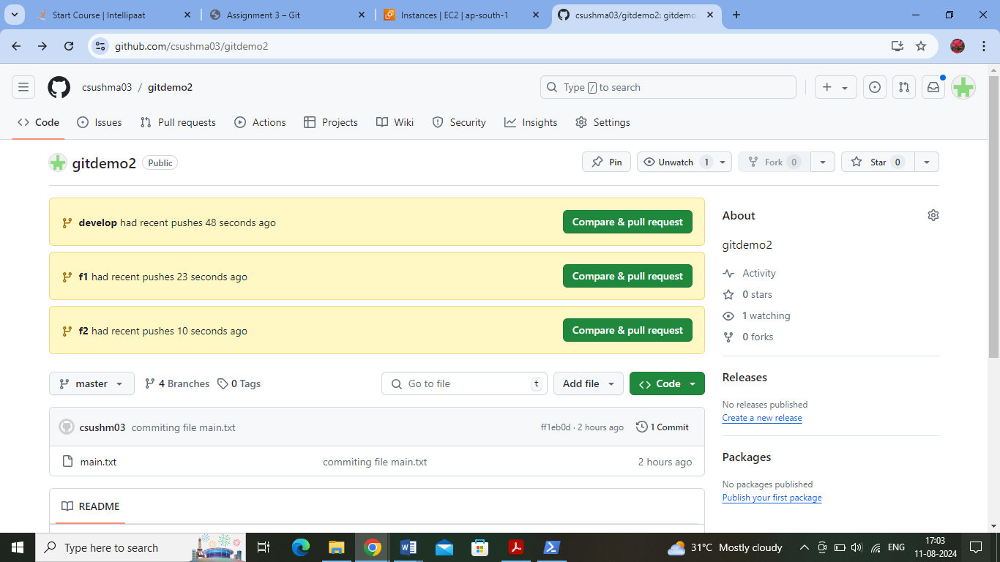 Start Course | Intellipaat
Assignment 3 – Git
Instances | EC2 | ap-south-1
csushma03/gitdemo2: gitdemo
github.com/csushma03/gitdemo2
csushma03 / gitdemo2
Type / to search
Code
Issues
Pull requests
Actions
Projects
Wiki
Security
Insights
Settings
gitdemo2 Public
Pin
Unwatch 1
Fork 0
Star 0
develop had recent pushes 48 seconds ago
Compare & pull request
f1 had recent pushes 23 seconds ago
Compare & pull request
f2 had recent pushes 10 seconds ago
Compare & pull request
master
4 Branches
0 Tags
Go to file t
Add file
Code
csushm03 commiting file main.txt
ff1eb0d · 2 hours ago
1 Commit
main.txt
commiting file main.txt
2 hours ago
README
About
gitdemo2
Activity
0 stars
1 watching
0 forks
Releases
No releases published
Create a new release
Packages
No packages published
Publish your first package
Type here to search
31°C Mostly cloudy
ENG
17:03
11-08-2024